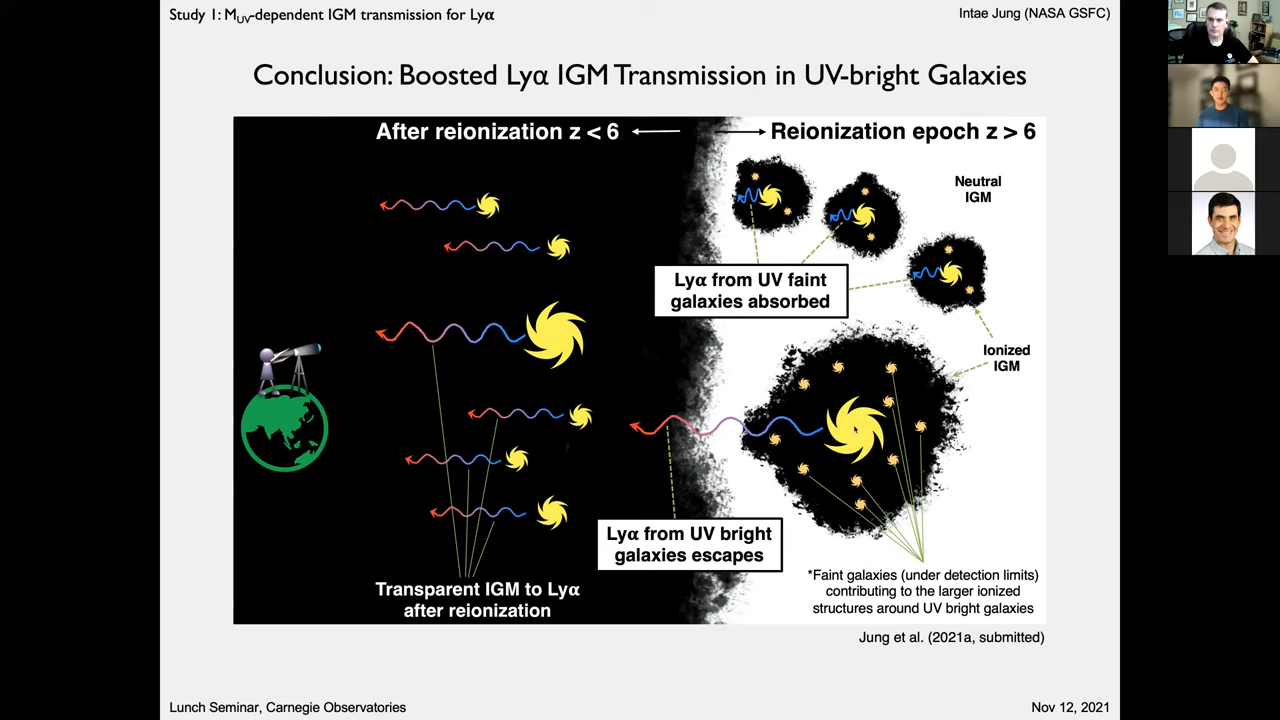 Study 1: MUV-dependent IGM transmission for Lyα
Intae Jung (NASA GSFC)
Conclusion: Boosted Lyα IGM Transmission in UV-bright Galaxies
After reionization z < 6
Reionization epoch z > 6
Neutral
IGM
Lyα from UV faint
galaxies absorbed
Ionized
IGM
Lyα from UV bright
galaxies escapes
Transparent IGM to Lyα
after reionization
*Faint galaxies (under detection limits)
contributing to the larger ionized
structures around UV bright galaxies
Jung et al. (2021a, submitted)
Lunch Seminar, Carnegie Observatories
Nov 12, 2021